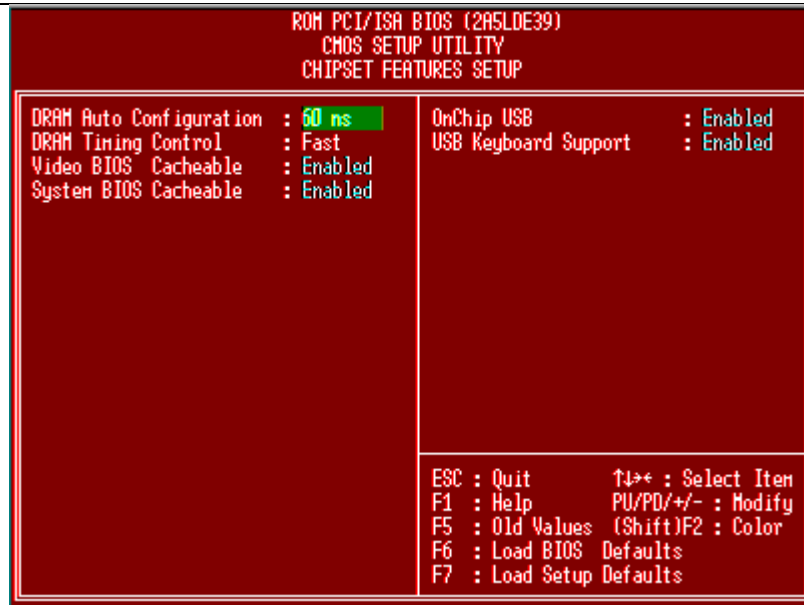 ROM PCI/ISA BIOS (2A5LDE39)
CMOS SETUP UTILITY
CHIPSET FEATURES SETUP
DRAM Auto Configuration : 60 ns
DRAM Timing Control : Fast
Video BIOS Cacheable : Enabled
System BIOS Cacheable : Enabled
OnChip USB : Enabled
USB Keyboard Support : Enabled
ESC : Quit ↑↓→← : Select Item
F1 : Help PU/PD/+/- : Modify
F5 : Old Values (Shift)F2 : Color
F6 : Load BIOS Defaults
F7 : Load Setup Defaults